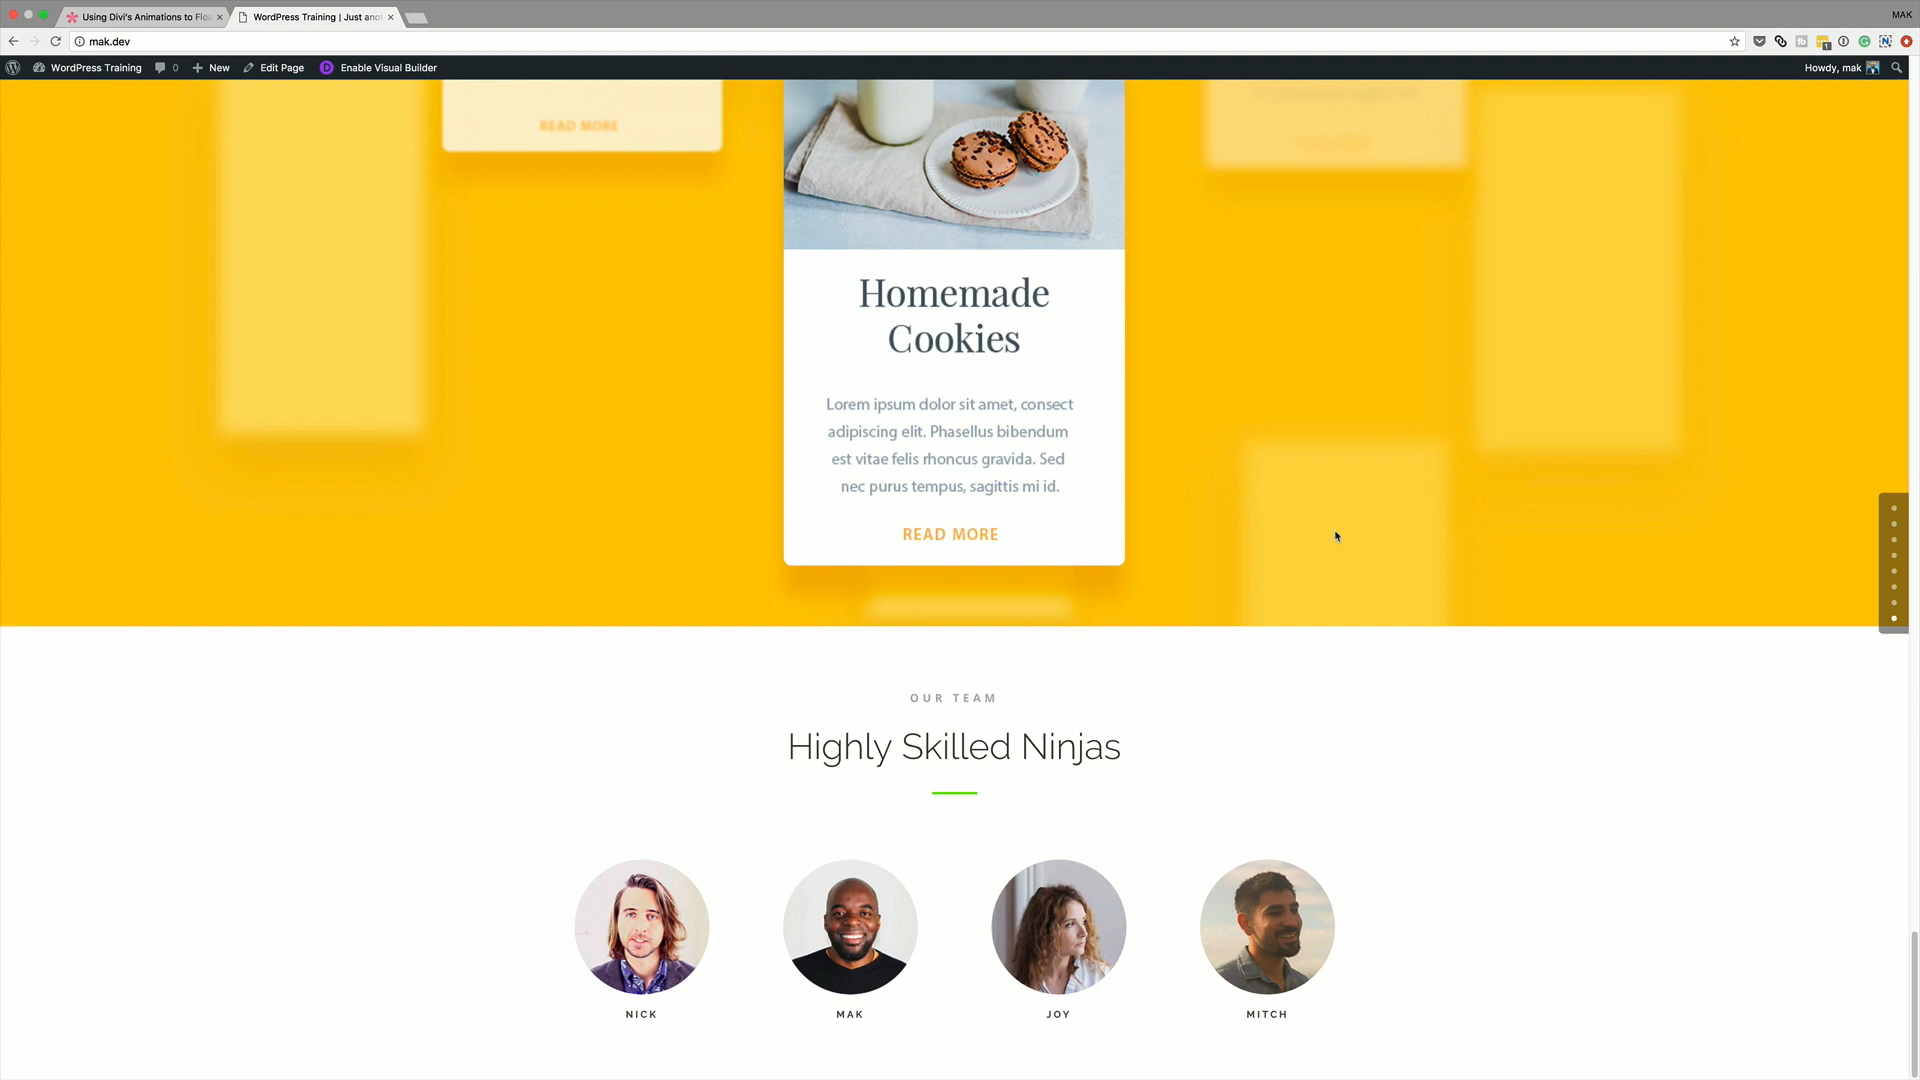 Using Divi's Animations to Floa
WordPress Training | Just anot
MAK
mak.dev
1
WordPress Training
0
New
Edit Page
D
Enable Visual Builder
Howdy, mak
READ MORE
Homemade
Cookies
Lorem ipsum dolor sit amet, consect
adipiscing elit. Phasellus bibendum
est vitae felis rhoncus gravida. Sed
nec purus tempus, sagittis mi id.
READ MORE
OUR TEAM
Highly Skilled Ninjas
NICK
MAK
JOY
MITCH